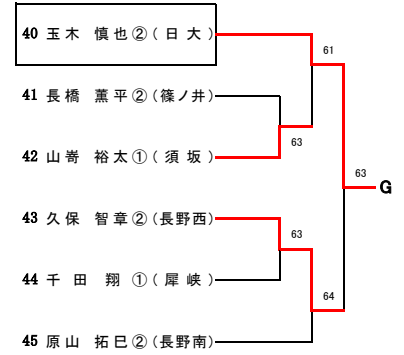 40 玉木 慎也②(日大)
61
41 長橋 薫平②(篠ノ井)
63
42 山嵜 裕太①(須坂)
63
G
43 久保 智章②(長野西)
63
44 千田 翔①(犀峡)
64
45 原山 拓巳②(長野南)